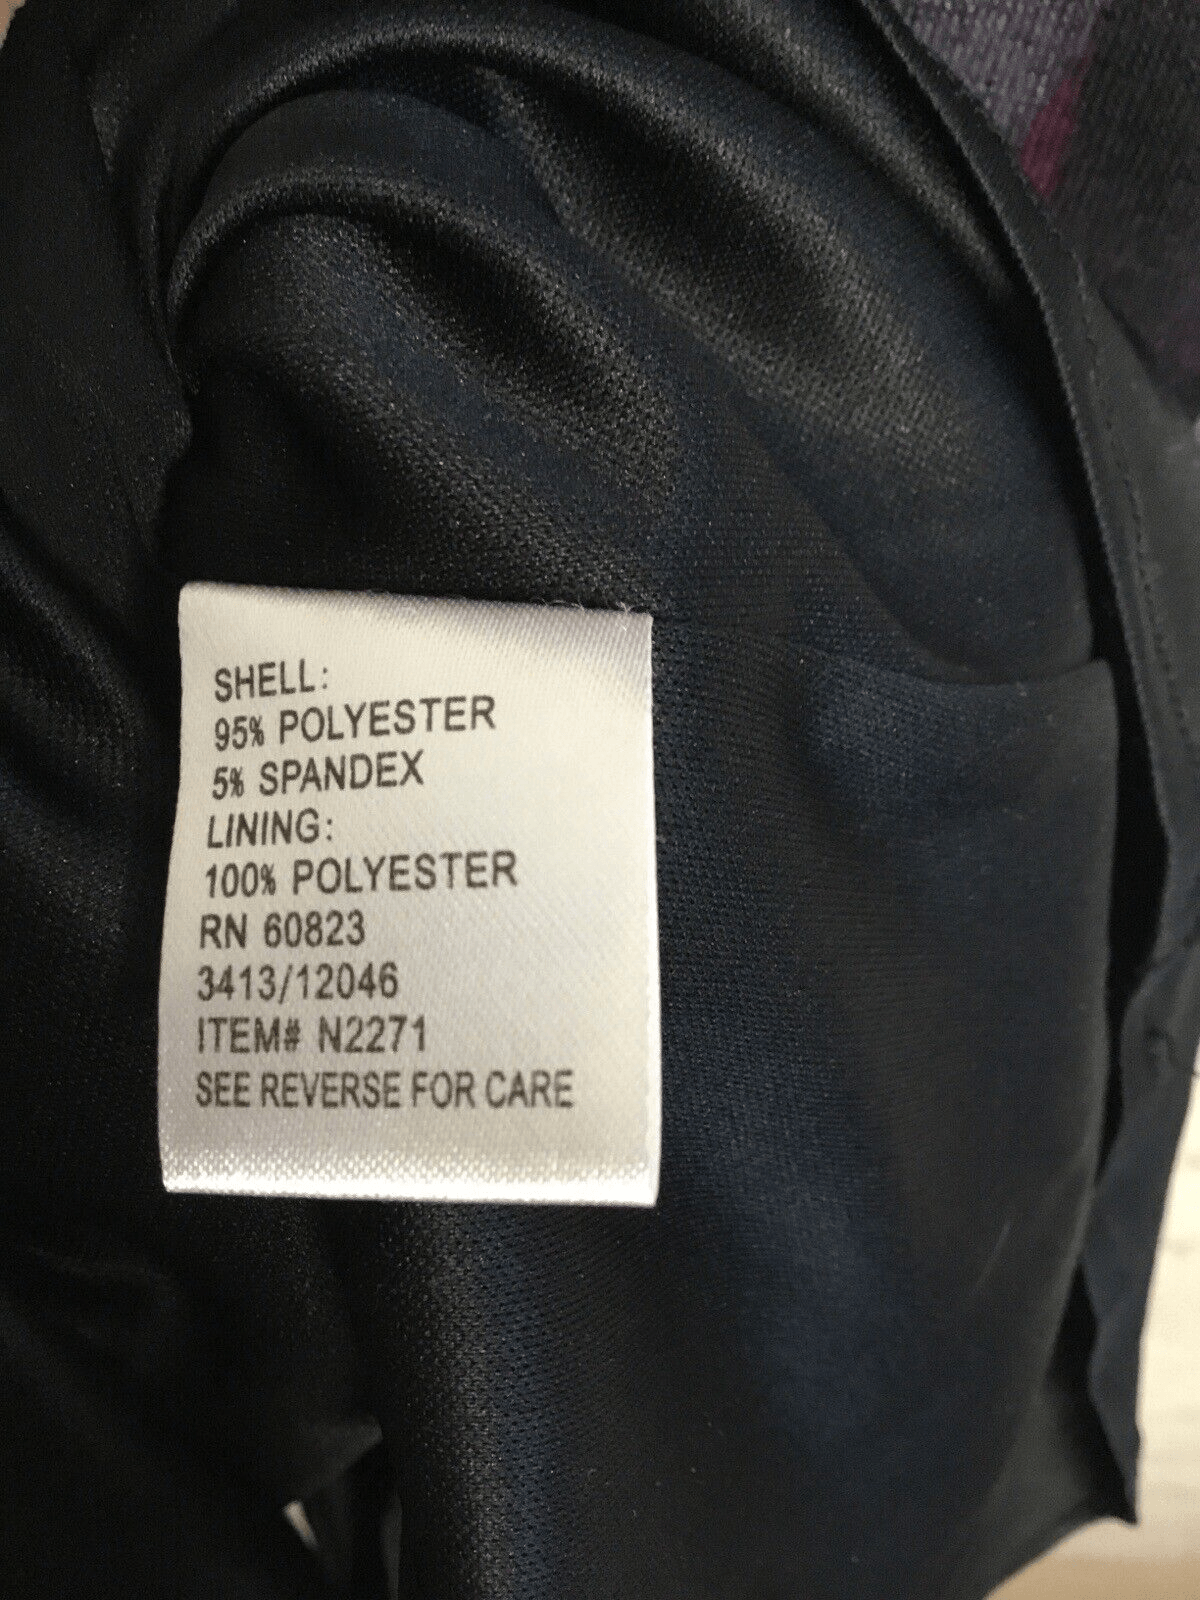 SHELL:
95% POLYESTER
5% SPANDEX
LINING:
100% POLYESTER
RN 60823
3413/12046
ITEM# N2271
SEE REVERSE FOR CARE